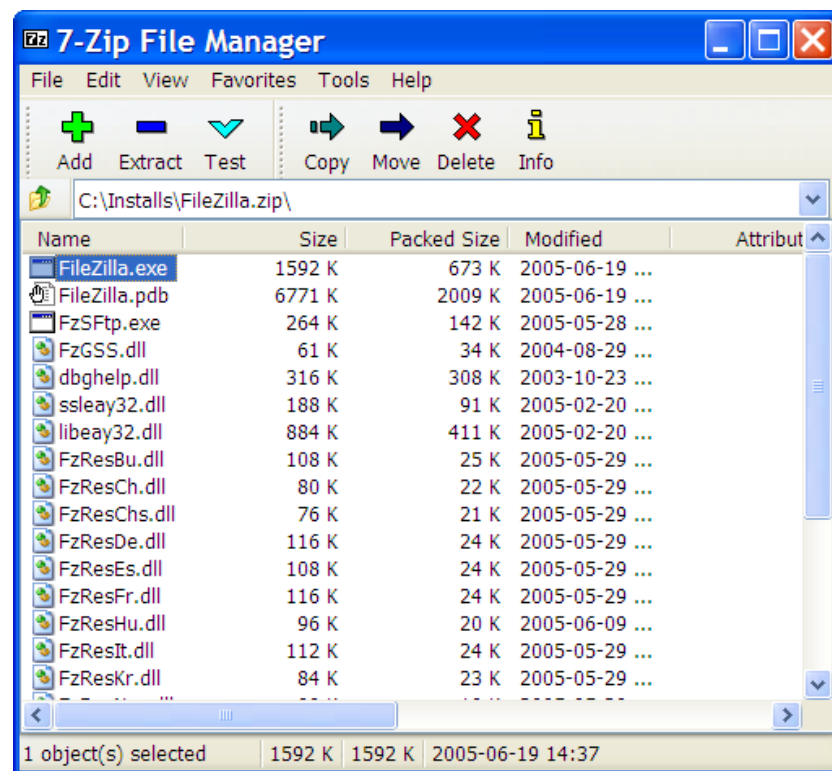 7z 7-Zip File Manager
File Edit View Favorites Tools Help
Add Extract Test Copy Move Delete Info
C:\Installs\FileZilla.zip\
Name Size Packed Size Modified Attribut
FileZilla.exe 1592 K 673 K 2005-06-19 ...
FileZilla.pdb 6771 K 2009 K 2005-06-19 ...
FzSFtp.exe 264 K 142 K 2005-05-28 ...
FzGSS.dll 61 K 34 K 2004-08-29 ...
dbghelp.dll 316 K 308 K 2003-10-23 ...
ssleay32.dll 188 K 91 K 2005-02-20 ...
libeay32.dll 884 K 411 K 2005-02-20 ...
FzResBu.dll 108 K 25 K 2005-05-29 ...
FzResCh.dll 80 K 22 K 2005-05-29 ...
FzResChs.dll 76 K 21 K 2005-05-29 ...
FzResDe.dll 116 K 24 K 2005-05-29 ...
FzResEs.dll 108 K 24 K 2005-05-29 ...
FzResFr.dll 116 K 24 K 2005-05-29 ...
FzResHu.dll 96 K 20 K 2005-06-09 ...
FzResIt.dll 112 K 24 K 2005-05-29 ...
FzResKr.dll 84 K 23 K 2005-05-29 ...
1 object(s) selected 1592 K 1592 K 2005-06-19 14:37